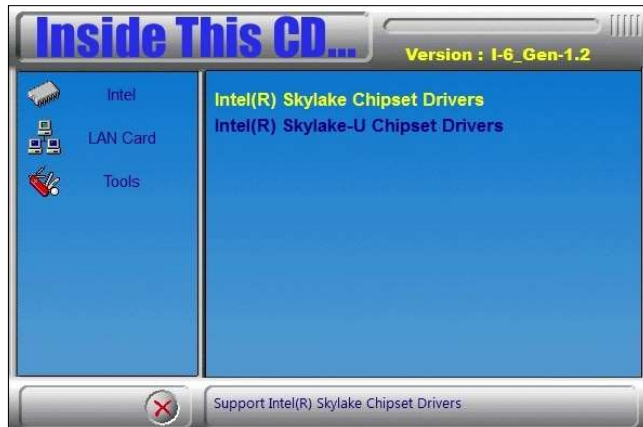 Inside This CD...
Version : I-6_Gen-1.2
Intel
LAN Card
Tools
Intel(R) Skylake Chipset Drivers
Intel(R) Skylake-U Chipset Drivers
Support Intel(R) Skylake Chipset Drivers